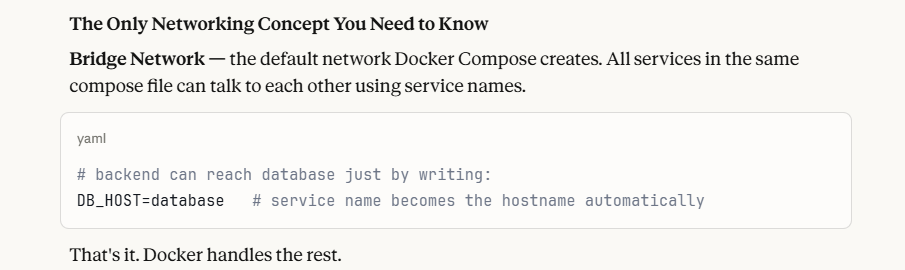 The Only Networking Concept You Need to Know
Bridge Network — the default network Docker Compose creates. All services in the same
compose file can talk to each other using service names.
yaml
# backend can reach database just by writing:
DB_HOST=database   # service name becomes the hostname automatically
That's it. Docker handles the rest.